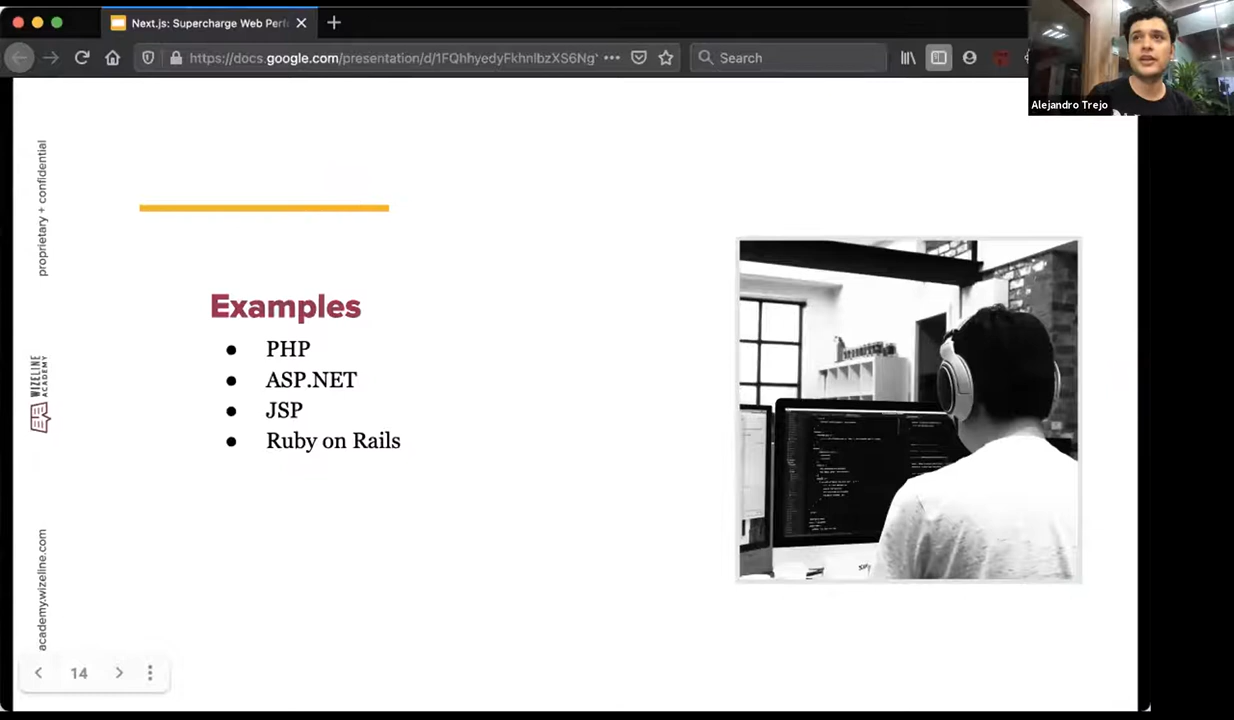 Next.js: Supercharge Web Perf
https://docs.google.com/presentation/d/1FQhhyedyFkhnlbzXS6Ng
Search
Alejandro Trejo
proprietary + confidential
WIZELINE
ACADEMY
academy.wizeline.com
Examples
● PHP
● ASP.NET
● JSP
● Ruby on Rails
14